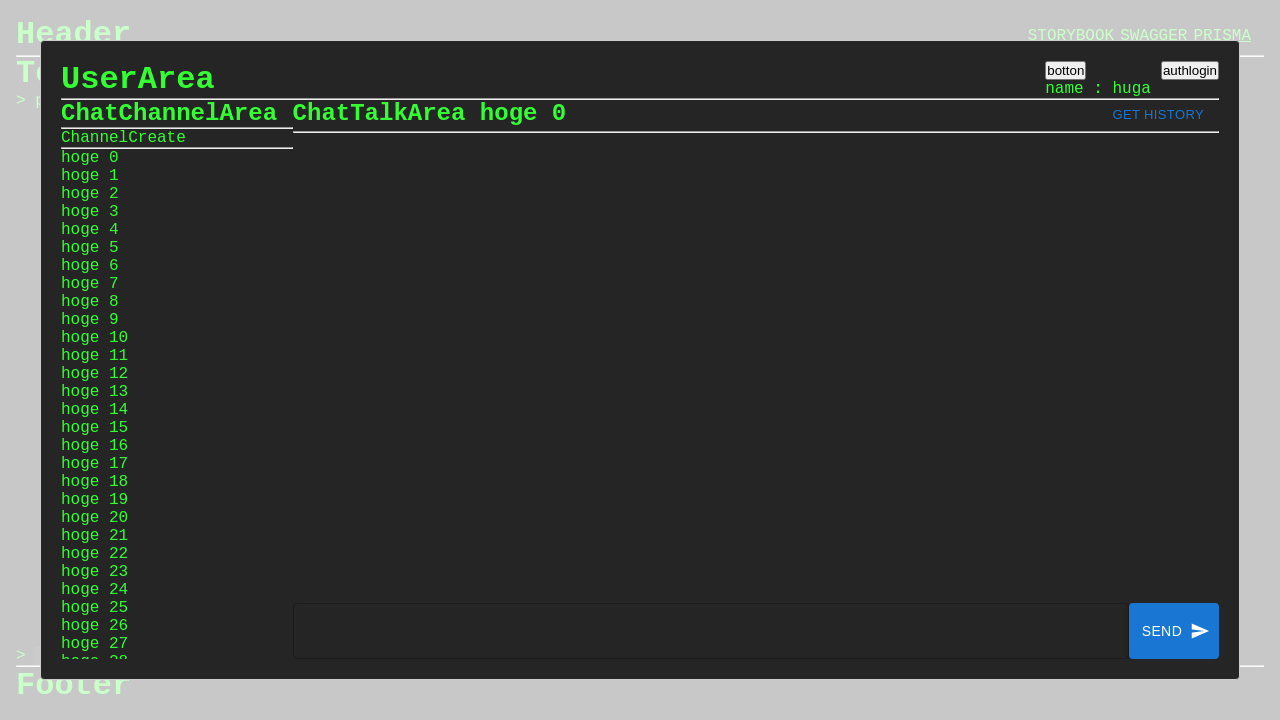 Header
STORYBOOK SWAGGER PRISMA
UserArea
botton
authlogin
name : huga
ChatChannelArea
ChatTalkArea hoge 0
GET HISTORY
ChannelCreate
hoge 0
hoge 1
hoge 2
hoge 3
hoge 4
hoge 5
hoge 6
hoge 7
hoge 8
hoge 9
hoge 10
hoge 11
hoge 12
hoge 13
hoge 14
hoge 15
hoge 16
hoge 17
hoge 18
hoge 19
hoge 20
hoge 21
hoge 22
hoge 23
hoge 24
hoge 25
hoge 26
hoge 27
hoge 28
SEND
>
Footer